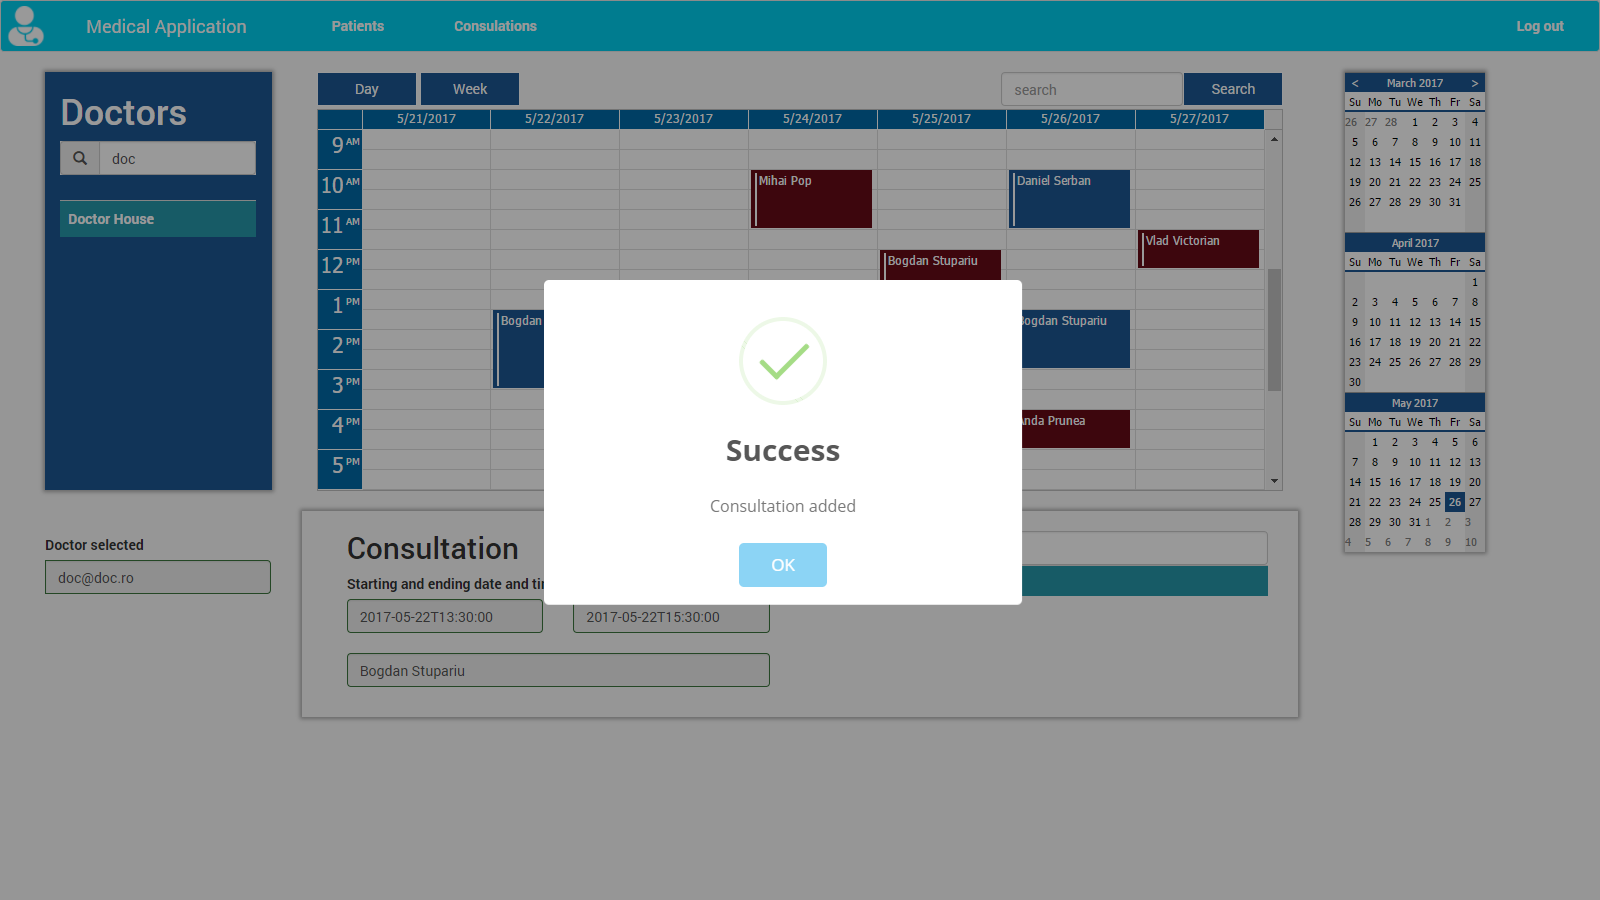 Medical Application
Patients
Consulations
Log out
Doctors
doc
Doctor House
Doctor selected
doc@doc.ro
Day
Week
search
Search
5/21/2017 5/22/2017 5/23/2017 5/24/2017 5/25/2017 5/26/2017 5/27/2017
9 AM
10 AM
11 AM
12 PM
1 PM
2 PM
3 PM
4 PM
5 PM
Mihai Pop
Daniel Serban
Vlad Victorian
Bogdan Stupariu
Bogdan
Bogdan Stupariu
Anda Prunea
Success
Consultation added
OK
Consultation
Starting and ending date and ti
2017-05-22T13:30:00
2017-05-22T15:30:00
Bogdan Stupariu
< March 2017 >
Su Mo Tu We Th Fr Sa
26 27 28 1 2 3 4
5 6 7 8 9 10 11
12 13 14 15 16 17 18
19 20 21 22 23 24 25
26 27 28 29 30 31
April 2017
Su Mo Tu We Th Fr Sa
1
2 3 4 5 6 7 8
9 10 11 12 13 14 15
16 17 18 19 20 21 22
23 24 25 26 27 28 29
30
May 2017
Su Mo Tu We Th Fr Sa
1 2 3 4 5 6
7 8 9 10 11 12 13
14 15 16 17 18 19 20
21 22 23 24 25 26 27
28 29 30 31 1 2 3
4 5 6 7 8 9 10